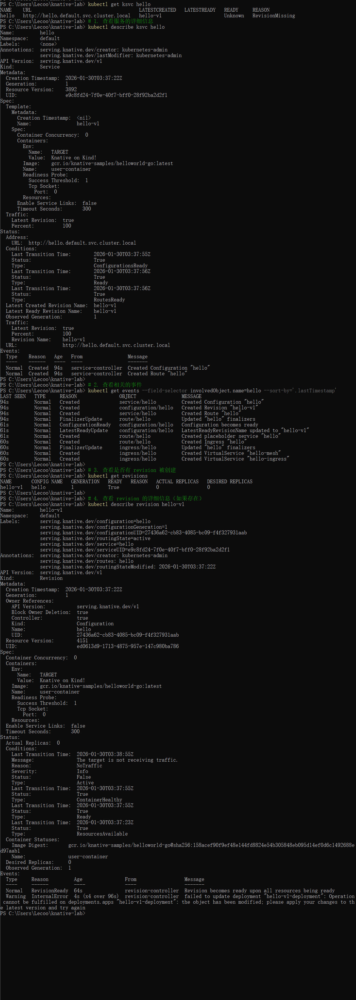 PS C:\Users\Lecoo\knative-lab> kubectl get ksvc hello
NAME    URL                                      LATESTCREATED   LATESTREADY   READY     REASON
hello   http://hello.default.svc.cluster.local   hello-v1                      Unknown   RevisionMissing
PS C:\Users\Lecoo\knative-lab> # 1. 查看服务的详细信息
PS C:\Users\Lecoo\knative-lab> kubectl describe ksvc hello
Name:         hello
Namespace:    default
Labels:       <none>
Annotations:  serving.knative.dev/creator: kubernetes-admin
              serving.knative.dev/lastModifier: kubernetes-admin
API Version:  serving.knative.dev/v1
Kind:         Service
Metadata:
  Creation Timestamp:  2026-01-30T03:37:22Z
  Generation:          1
  Resource Version:    3892
  UID:                 e9c8fd24-7f0e-40f7-bff0-28f92ba2d2f1
Spec:
  Template:
    Metadata:
      Creation Timestamp:  <nil>
      Name:                hello-v1
    Spec:
      Container Concurrency:  0
      Containers:
        Env:
          Name:   TARGET
          Value:  Knative on Kind!
        Image:    gcr.io/knative-samples/helloworld-go:latest
        Name:     user-container
        Readiness Probe:
          Success Threshold:  1
          Tcp Socket:
            Port:  0
        Resources:
      Enable Service Links:  false
      Timeout Seconds:       300
  Traffic:
    Latest Revision:  true
    Percent:          100
Status:
  Address:
    URL:  http://hello.default.svc.cluster.local
  Conditions:
    Last Transition Time:        2026-01-30T03:37:55Z
    Status:                      True
    Type:                        ConfigurationsReady
    Last Transition Time:        2026-01-30T03:37:56Z
    Status:                      True
    Type:                        Ready
    Last Transition Time:        2026-01-30T03:37:56Z
    Status:                      True
    Type:                        RoutesReady
  Latest Created Revision Name:  hello-v1
  Latest Ready Revision Name:    hello-v1
  Observed Generation:           1
  Traffic:
    Latest Revision:  true
    Percent:          100
    Revision Name:    hello-v1
  URL:                http://hello.default.svc.cluster.local
Events:
  Type    Reason   Age   From                Message
  ----    ------   ----  ----                -------
  Normal  Created  94s   service-controller  Created Configuration "hello"
  Normal  Created  94s   service-controller  Created Route "hello"
PS C:\Users\Lecoo\knative-lab>
PS C:\Users\Lecoo\knative-lab> # 2. 查看相关的事件
PS C:\Users\Lecoo\knative-lab> kubectl get events --field-selector involvedObject.name=hello --sort-by='.lastTimestamp'
LAST SEEN   TYPE     REASON               OBJECT                MESSAGE
94s         Normal   Created              service/hello         Created Configuration "hello"
94s         Normal   Created              configuration/hello   Created Revision "hello-v1"
94s         Normal   Created              service/hello         Created Route "hello"
94s         Normal   FinalizerUpdate      route/hello           Updated "hello" finalizers
61s         Normal   ConfigurationReady   configuration/hello   Configuration becomes ready
61s         Normal   LatestReadyUpdate    configuration/hello   LatestReadyRevisionName updated to "hello-v1"
61s         Normal   Created              route/hello           Created placeholder service "hello"
60s         Normal   Created              route/hello           Created Ingress "hello"
60s         Normal   FinalizerUpdate      ingress/hello         Updated "hello" finalizers
60s         Normal   Created              ingress/hello         Created VirtualService "hello-mesh"
60s         Normal   Created              ingress/hello         Created VirtualService "hello-ingress"
PS C:\Users\Lecoo\knative-lab>
PS C:\Users\Lecoo\knative-lab> # 3. 查看是否有 revision 被创建
PS C:\Users\Lecoo\knative-lab> kubectl get revisions
NAME       CONFIG NAME   GENERATION   READY   REASON   ACTUAL REPLICAS   DESIRED REPLICAS
hello-v1   hello         1            True             0                 0
PS C:\Users\Lecoo\knative-lab>
PS C:\Users\Lecoo\knative-lab> # 4. 查看 revision 的详细信息（如果存在）
PS C:\Users\Lecoo\knative-lab> kubectl describe revision hello-v1
Name:         hello-v1
Namespace:    default
Labels:       serving.knative.dev/configuration=hello
              serving.knative.dev/configurationGeneration=1
              serving.knative.dev/configurationUID=27436a62-cb83-4085-bc09-f4f327931aab
              serving.knative.dev/routingState=active
              serving.knative.dev/service=hello
              serving.knative.dev/serviceUID=e9c8fd24-7f0e-40f7-bff0-28f92ba2d2f1
Annotations:  serving.knative.dev/creator: kubernetes-admin
              serving.knative.dev/routes: hello
              serving.knative.dev/routingStateModified: 2026-01-30T03:37:22Z
API Version:  serving.knative.dev/v1
Kind:         Revision
Metadata:
  Creation Timestamp:  2026-01-30T03:37:22Z
  Generation:          1
  Owner References:
    API Version:           serving.knative.dev/v1
    Block Owner Deletion:  true
    Controller:            true
    Kind:                  Configuration
    Name:                  hello
    UID:                   27436a62-cb83-4085-bc09-f4f327931aab
  Resource Version:        4151
  UID:                     ed0613d9-1713-4875-957e-147c980ba786
Spec:
  Container Concurrency:  0
  Containers:
    Env:
      Name:   TARGET
      Value:  Knative on Kind!
    Image:    gcr.io/knative-samples/helloworld-go:latest
    Name:     user-container
    Readiness Probe:
      Success Threshold:  1
      Tcp Socket:
        Port:  0
    Resources:
  Enable Service Links:  false
  Timeout Seconds:       300
Status:
  Actual Replicas:  0
  Conditions:
    Last Transition Time:  2026-01-30T03:38:55Z
    Message:               The target is not receiving traffic.
    Reason:                NoTraffic
    Severity:              Info
    Status:                False
    Type:                  Active
    Last Transition Time:  2026-01-30T03:37:55Z
    Status:                True
    Type:                  ContainerHealthy
    Last Transition Time:  2026-01-30T03:37:55Z
    Status:                True
    Type:                  Ready
    Last Transition Time:  2026-01-30T03:37:23Z
    Status:                True
    Type:                  ResourcesAvailable
  Container Statuses:
    Image Digest:       gcr.io/knative-samples/helloworld-go@sha256:158acef90f9ef48e144fd8824e54b305848eb095d14ef0d6c1492688e
d97aab1
    Name:               user-container
  Desired Replicas:     0
  Observed Generation:  1
Events:
  Type     Reason         Age               From                 Message
  ----     ------         ----              ----                 -------
  Normal   RevisionReady  64s               revision-controller  Revision becomes ready upon all resources being ready
  Warning  InternalError  4s (x4 over 96s)  revision-controller  failed to update deployment "hello-v1-deployment": Operation
 cannot be fulfilled on deployments.apps "hello-v1-deployment": the object has been modified; please apply your changes to th
e latest version and try again
PS C:\Users\Lecoo\knative-lab>